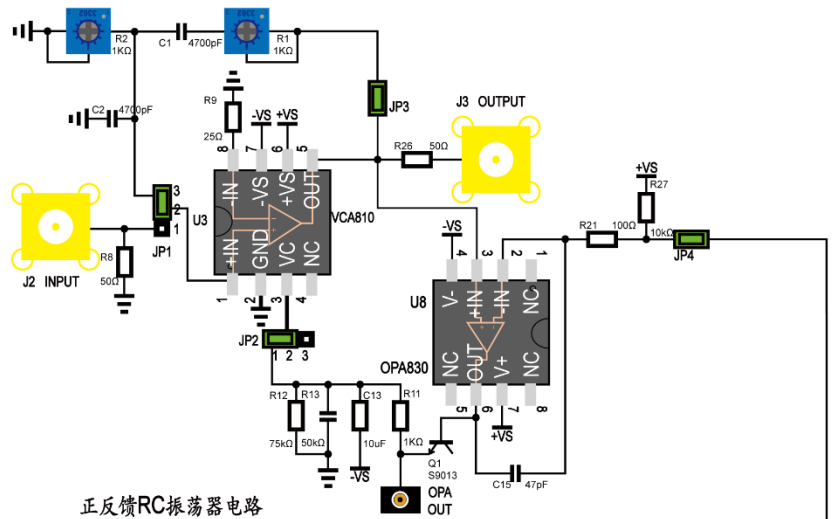 3362
R2
1KΩ
C1
4700pF
3362
R1
1KΩ
C2
4700pF
R9
25Ω
-VS
+VS
8
7
6
5
JP3
J3 OUTPUT
R26
50Ω
-IN
-VS
+VS
OUT
U3
VCA810
+IN
GND
VC
NC
1
2
3
4
3
2
1
JP1
R8
50Ω
J2 INPUT
JP2
1
2
3
+VS
R27
10kΩ
R21
100Ω
JP4
-VS
4
3
2
1
V-
+IN
-IN
NC
U8
OPA830
NC
OUT
V+
NC
5
6
7
8
+VS
R12
75kΩ
R13
50kΩ
C13
10uF
-VS
R11
1KΩ
Q1
S9013
C15
47pF
OPA
OUT
正反馈RC振荡器电路